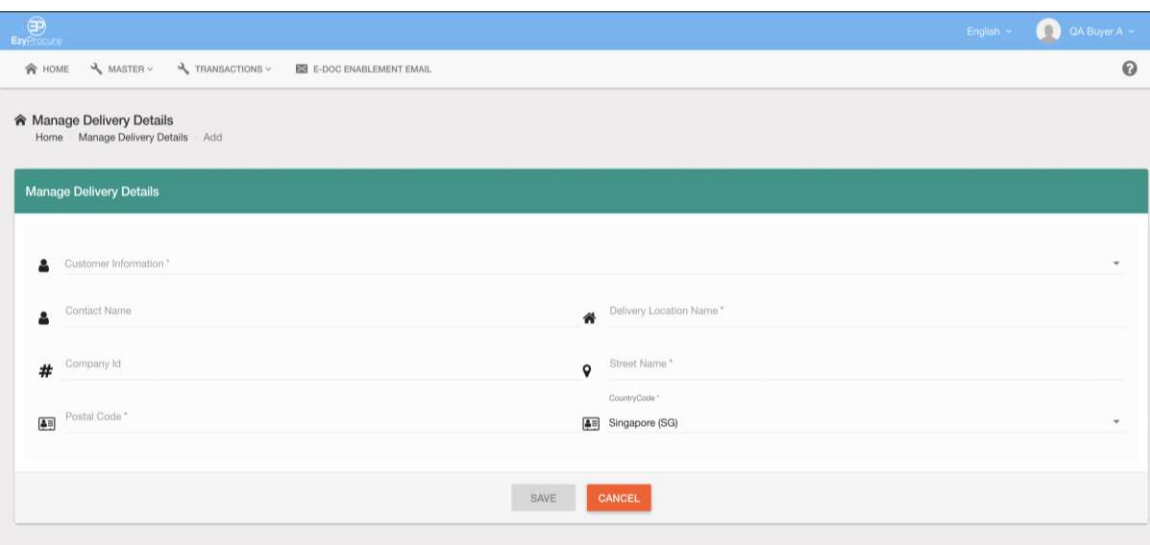 EP
EzyProcure
English
QA Buyer A
HOME MASTER TRANSACTIONS E-DOC ENABLEMENT EMAIL
?
Manage Delivery Details
Home Manage Delivery Details Add
Manage Delivery Details
Customer Information *
Contact Name
Delivery Location Name *
# Company Id
Street Name *
Postal Code *
CountryCode *
Singapore (SG)
SAVE CANCEL